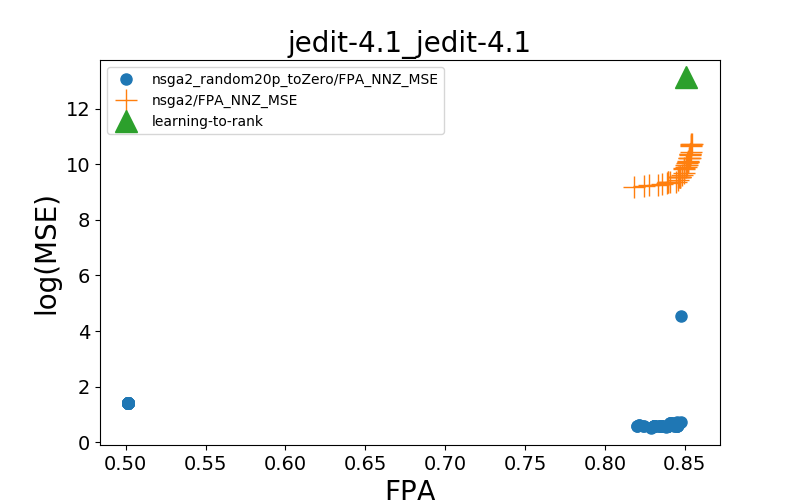 jedit-4.1_jedit-4.1
nsga2_random20p_toZero/FPA_NNZ_MSE
nsga2/FPA_NNZ_MSE
learning-to-rank
log(MSE)
12
10
8
6
4
2
0
0.50 0.55 0.60 0.65 0.70 0.75 0.80 0.85
FPA